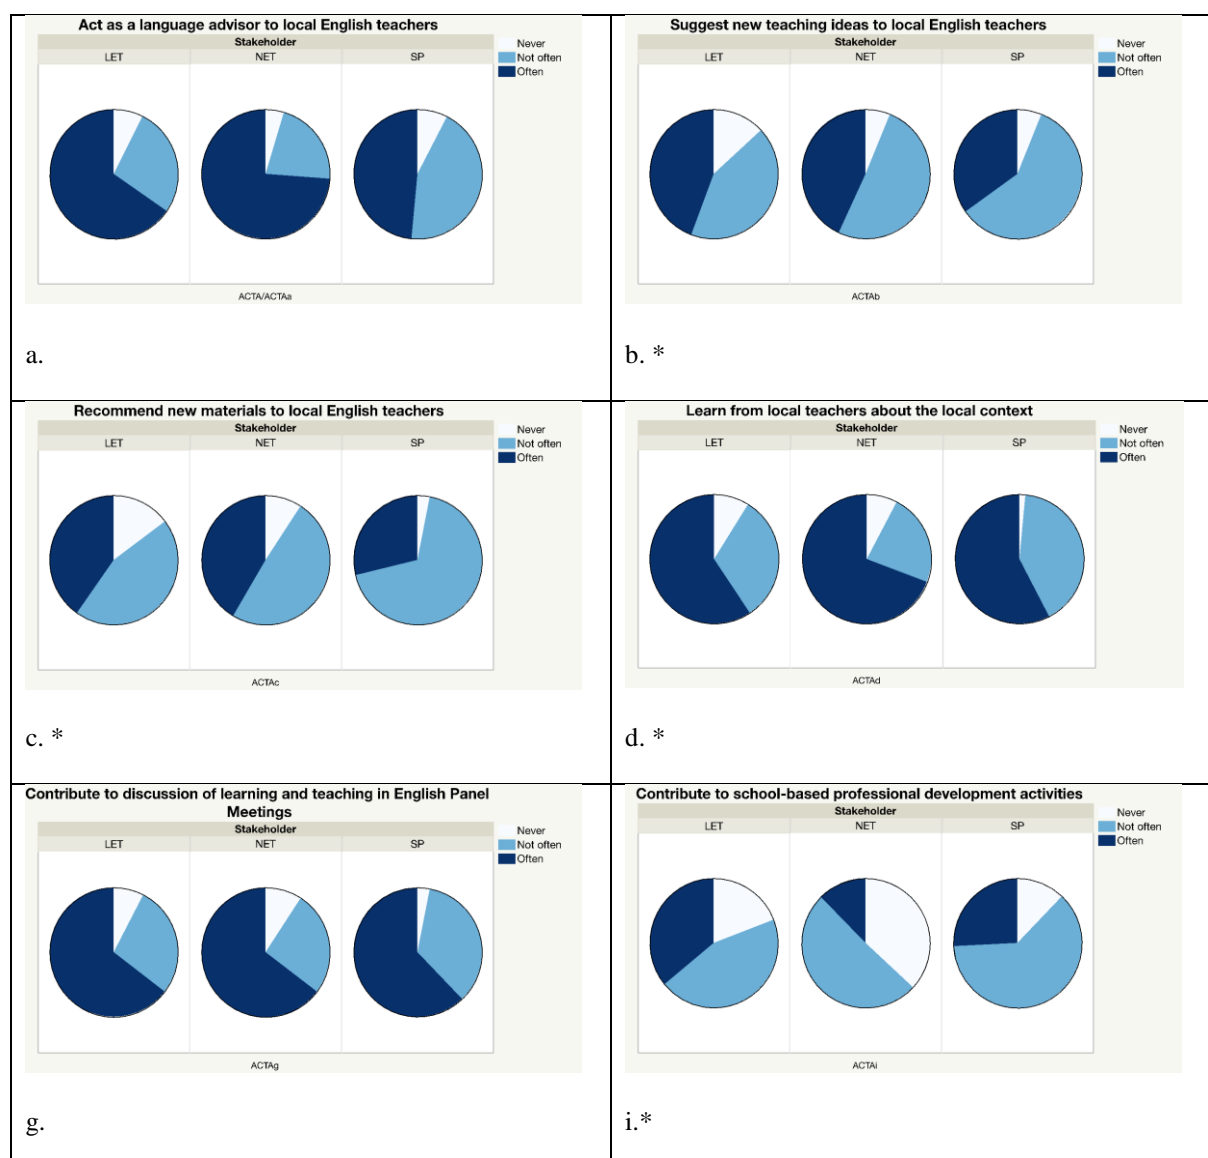 Act as a language advisor to local English teachers
Stakeholder
LET NET SP
Never
Not often
Often
ACTA/ACTAa
a.
Suggest new teaching ideas to local English teachers
Stakeholder
LET NET SP
Never
Not often
Often
ACTAb
b. *
Recommend new materials to local English teachers
Stakeholder
LET NET SP
Never
Not often
Often
ACTAc
c. *
Learn from local teachers about the local context
Stakeholder
LET NET SP
Never
Not often
Often
ACTAd
d. *
Contribute to discussion of learning and teaching in English Panel
Meetings
Stakeholder
LET NET SP
Never
Not often
Often
ACTAg
g.
Contribute to school-based professional development activities
Stakeholder
LET NET SP
Never
Not often
Often
ACTAi
i.*